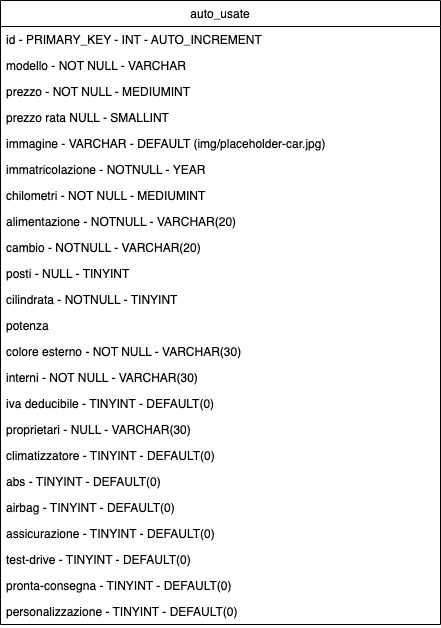 auto_usate
id - PRIMARY_KEY - INT - AUTO_INCREMENT
modello - NOT NULL - VARCHAR
prezzo - NOT NULL - MEDIUMINT
prezzo rata NULL - SMALLINT
immagine - VARCHAR - DEFAULT (img/placeholder-car.jpg)
immatricolazione - NOTNULL - YEAR
chilometri - NOT NULL - MEDIUMINT
alimentazione - NOTNULL - VARCHAR(20)
cambio - NOTNULL - VARCHAR(20)
posti - NULL - TINYINT
cilindrata - NOTNULL - TINYINT
potenza
colore esterno - NOT NULL - VARCHAR(30)
interni - NOT NULL - VARCHAR(30)
iva deducibile - TINYINT - DEFAULT(0)
proprietari - NULL - VARCHAR(30)
climatizzatore - TINYINT - DEFAULT(0)
abs - TINYINT - DEFAULT(0)
airbag - TINYINT - DEFAULT(0)
assicurazione - TINYINT - DEFAULT(0)
test-drive - TINYINT - DEFAULT(0)
pronta-consegna - TINYINT - DEFAULT(0)
personalizzazione - TINYINT - DEFAULT(0)